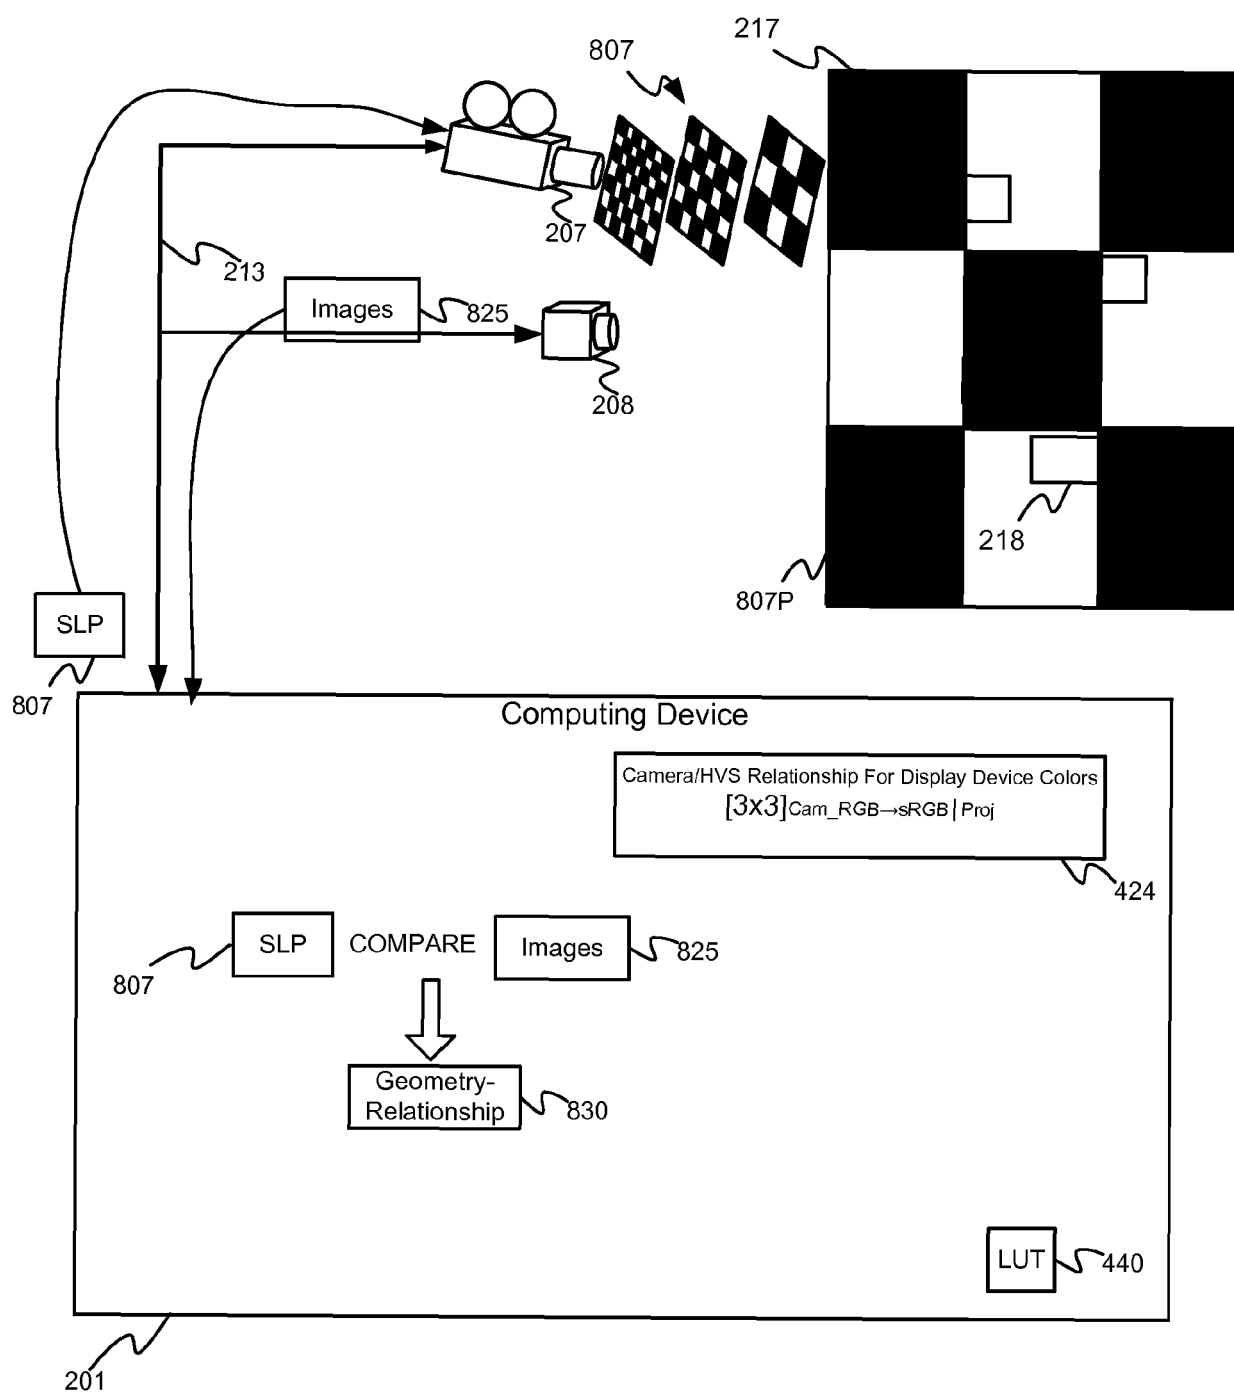 217
807
207
213
Images
825
208
218
807P
SLP
807
Computing Device
Camera/HVS Relationship For Display Device Colors
[3x3]Cam_RGB→sRGB|Proj
424
SLP
COMPARE
Images
825
807
Geometry-
Relationship
830
LUT
440
201